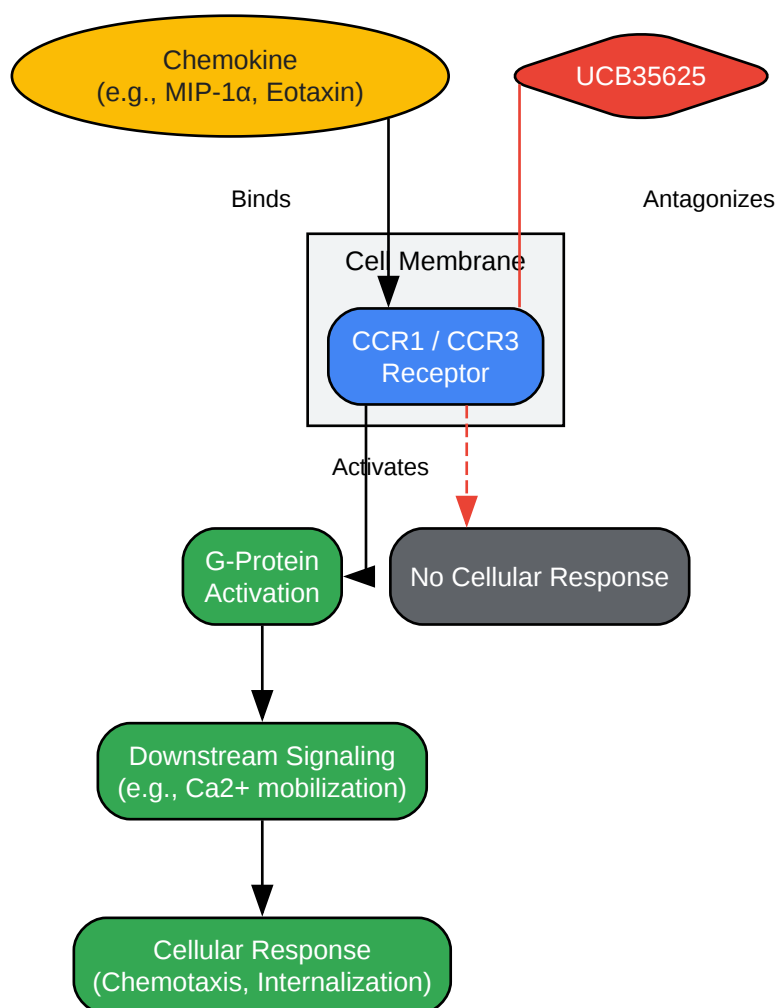 Chemokine
(e.g., MIP-1α, Eotaxin)
UCB35625
Binds
Antagonizes
Cell Membrane
CCR1 / CCR3
Receptor
Activates
G-Protein
Activation
No Cellular Response
Downstream Signaling
(e.g., Ca2+ mobilization)
Cellular Response
(Chemotaxis, Internalization)